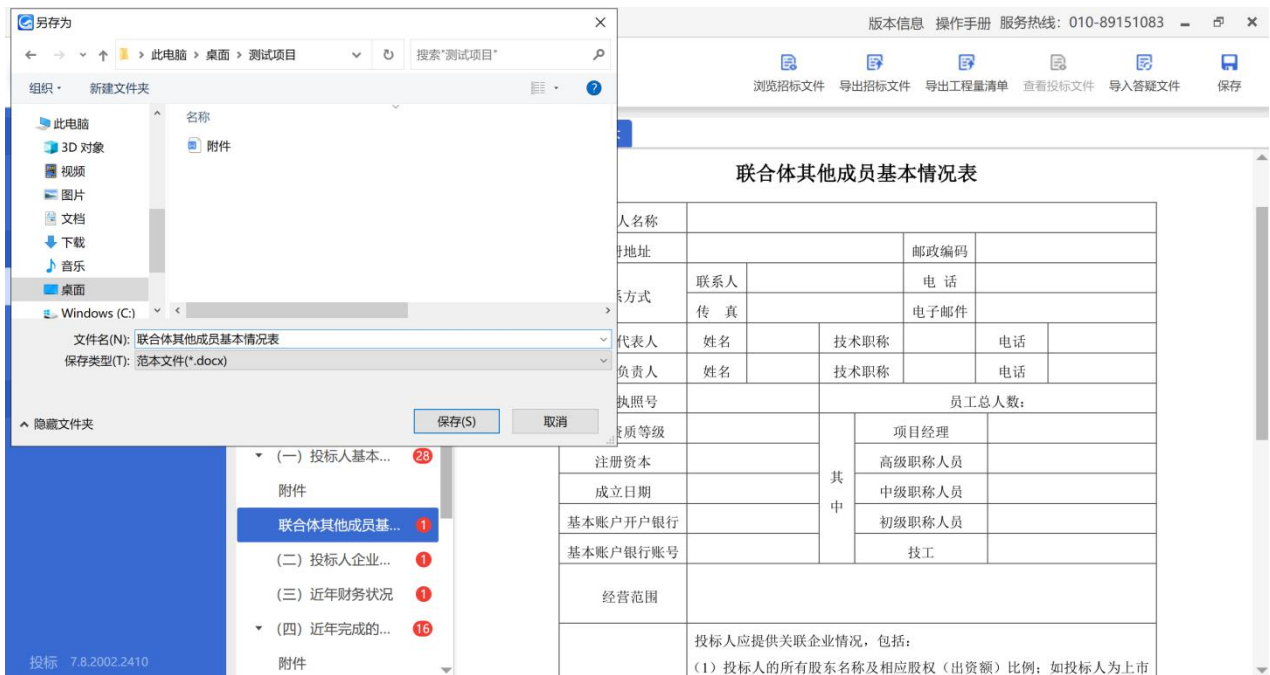 另存为
版本信息 操作手册 服务热线：010-89151083
此电脑 › 桌面 › 测试项目
搜索"测试项目"
浏览招标文件 导出招标文件 导出工程量清单 查看投标文件 导入答疑文件 保存
组织 新建文件夹
名称
此电脑
3D 对象
附件
视频
图片
文档
下载
音乐
桌面
Windows (C:)
文件名(N): 联合体其他成员基本情况表
保存类型(T): 范本文件(*.docx)
隐藏文件夹
保存(S) 取消
(一) 投标人基本... 28
附件
联合体其他成员基... 1
(二) 投标人企业... 1
(三) 近年财务状况 1
(四) 近年完成的... 16
附件
投标 7.8.2002.2410
联合体其他成员基本情况表
人名称
地址 邮政编码
方式 联系人 电 话
传 真 电子邮件
代表人 姓名 技术职称 电话
负责人 姓名 技术职称 电话
执照号 员工总人数：
资质等级 其中 项目经理
注册资本 高级职称人员
成立日期 中级职称人员
基本账户开户银行 初级职称人员
基本账户银行账号 技工
经营范围
投标人应提供关联企业情况，包括：
(1) 投标人的所有股东名称及相应股权（出资额）比例；如投标人为上市